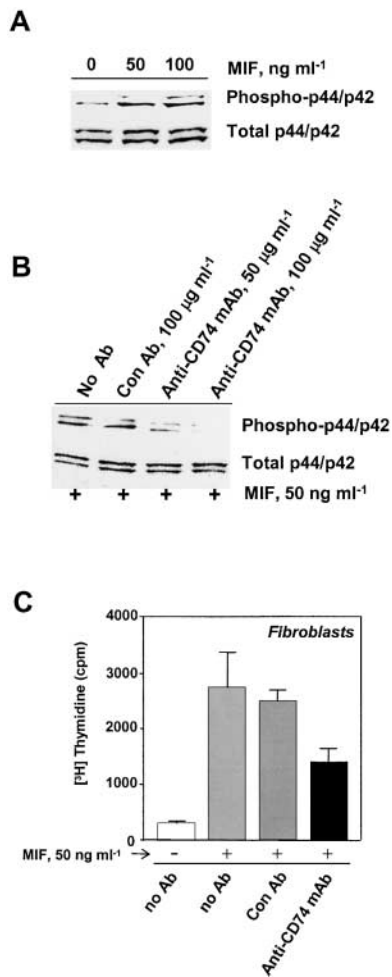 A
0 50 100 MIF, ng ml-1
Phospho-p44/p42
Total p44/p42
B
No Ab
Con Ab, 100 μg ml-1
Anti-CD74 mAb, 50 μg ml-1
Anti-CD74 mAb, 100 μg ml-1
Phospho-p44/p42
Total p44/p42
+ + + + MIF, 50 ng ml-1
C
4000
Fibroblasts
3000
2000
1000
0
[3H] Thymidine (cpm)
MIF, 50 ng ml-1 → - + + +
no Ab
no Ab
Con Ab
Anti-CD74 mAb